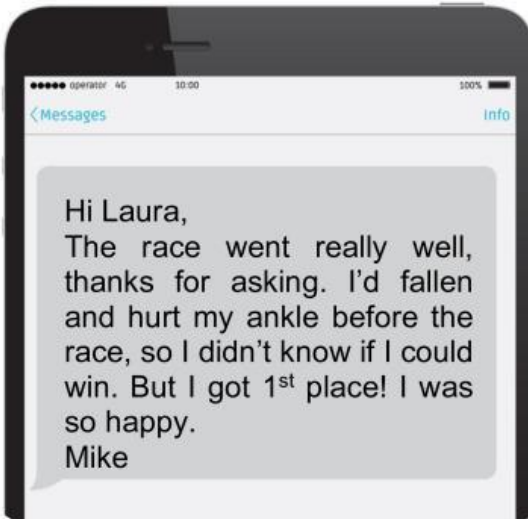 operator 4G 10:00 100%
Messages Info
Hi Laura,
The race went really well,
thanks for asking. I'd fallen
and hurt my ankle before the
race, so I didn't know if I could
win. But I got 1st place! I was
so happy.
Mike